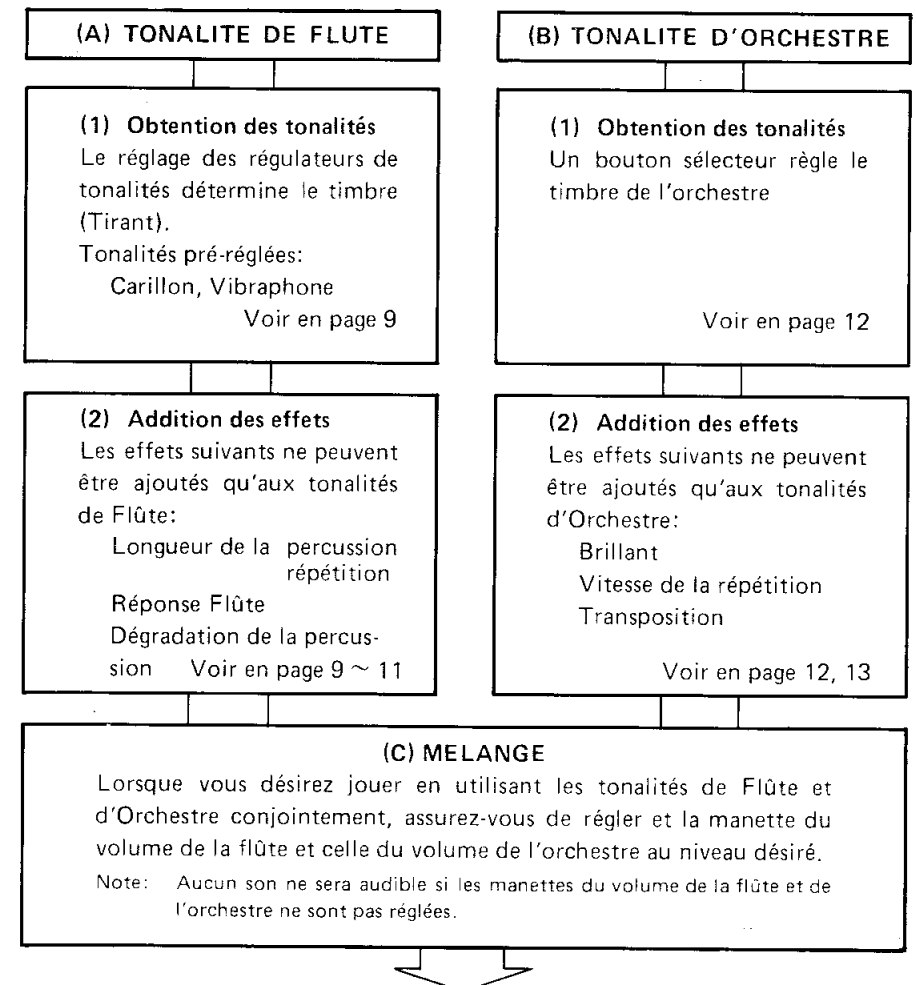 (A) TONALITE DE FLUTE
(1) Obtention des tonalités
Le réglage des régulateurs de
tonalités détermine le timbre
(Tirant).
Tonalités pré-réglées:
Carillon, Vibraphone
Voir en page 9
(2) Addition des effets
Les effets suivants ne peuvent
être ajoutés qu'aux tonalités
de Flûte:
Longueur de la percussion
répétition
Réponse Flûte
Dégradation de la percus-
sion Voir en page 9 ~ 11
(B) TONALITE D'ORCHESTRE
(1) Obtention des tonalités
Un bouton sélecteur règle le
timbre de l'orchestre
Voir en page 12
(2) Addition des effets
Les effets suivants ne peuvent
être ajoutés qu'aux tonalités
d'Orchestre:
Brillant
Vitesse de la répétition
Transposition
Voir en page 12, 13
(C) MELANGE
Lorsque vous désirez jouer en utilisant les tonalités de Flûte et
d'Orchestre conjointement, assurez-vous de régler et la manette du
volume de la flûte et celle du volume de l'orchestre au niveau désiré.
Note: Aucun son ne sera audible si les manettes du volume de la flûte et de
l'orchestre ne sont pas réglées.